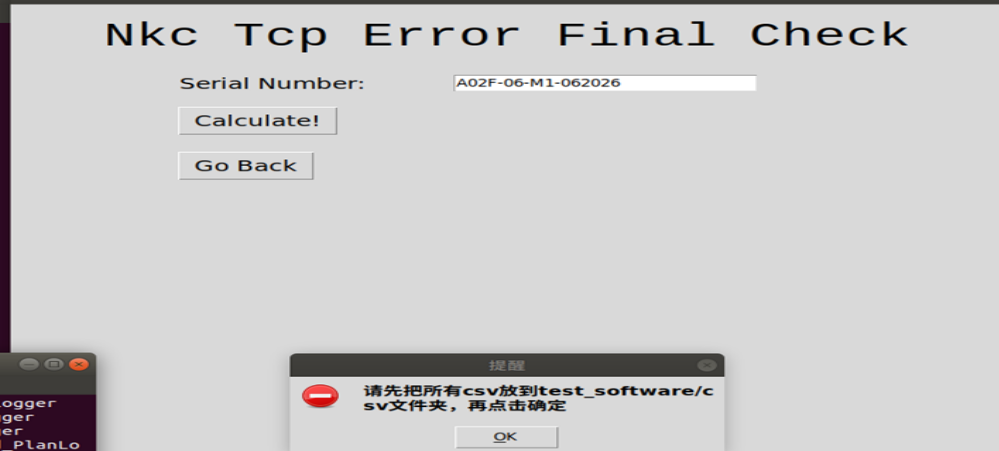 Nkc Tcp Error Final Check
Serial Number:
A02F-06-M1-062026
Calculate!
Go Back
ogger
ger
er
_PlanLo
提醒
请先把所有csv放到test_software/c
sv文件夹，再点击确定
OK